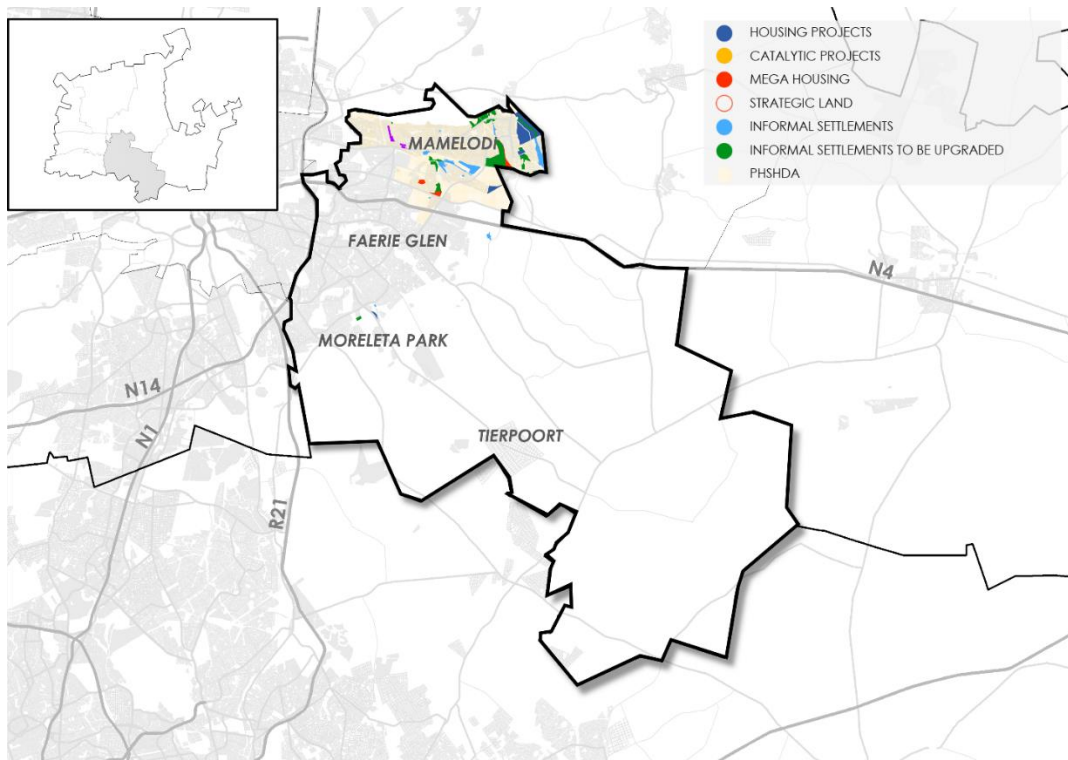 HOUSING PROJECTS
CATALYTIC PROJECTS
MEGA HOUSING
STRATEGIC LAND
INFORMAL SETTLEMENTS
INFORMAL SETTLEMENTS TO BE UPGRADED
PHSHDA
MAMELODI
FAERIE GLEN
N4
MORELETA PARK
N14
N1
TIERPOORT
R21